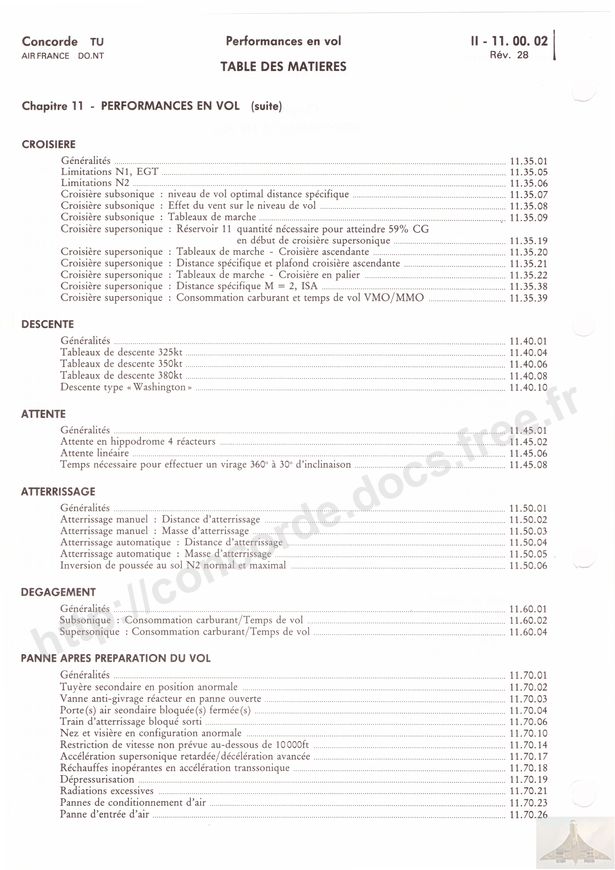 Concorde TU Performances en vol II - 11. 00. 02
AIR FRANCE DO.NT Rév. 28
TABLE DES MATIERES
Chapitre 11 - PERFORMANCES EN VOL (suite)
CROISIERE
Généralités 11.35.01
Limitations N1, EGT 11.35.05
Limitations N2 11.35.06
Croisière subsonique : niveau de vol optimal distance spécifique 11.35.07
Croisière subsonique : Effet du vent sur le niveau de vol 11.35.08
Croisière subsonique : Tableaux de marche 11.35.09
Croisière supersonique : Réservoir 11 quantité nécessaire pour atteindre 59% CG
en début de croisière supersonique 11.35.19
Croisière supersonique : Tableaux de marche - Croisière ascendante 11.35.20
Croisière supersonique : Distance spécifique et plafond croisière ascendante 11.35.21
Croisière supersonique : Tableaux de marche - Croisière en palier 11.35.22
Croisière supersonique : Distance spécifique M = 2, ISA 11.35.38
Croisière supersonique : Consommation carburant et temps de vol VMO/MMO 11.35.39
DESCENTE
Généralités 11.40.01
Tableaux de descente 325kt 11.40.04
Tableaux de descente 350kt 11.40.06
Tableaux de descente 380kt 11.40.08
Descente type « Washington » 11.40.10
ATTENTE
Généralités 11.45.01
Attente en hippodrome 4 réacteurs 11.45.02
Attente linéaire 11.45.06
Temps nécessaire pour effectuer un virage 360° à 30° d'inclinaison 11.45.08
ATTERRISSAGE
Généralités 11.50.01
Atterrissage manuel : Distance d'atterrissage 11.50.02
Atterrissage manuel : Masse d'atterrissage 11.50.03
Atterrissage automatique : Distance d'atterrissage 11.50.04
Atterrissage automatique : Masse d'atterrissage 11.50.05
Inversion de poussée au sol N2 normal et maximal 11.50.06
DEGAGEMENT
Généralités 11.60.01
Subsonique : Consommation carburant/Temps de vol 11.60.02
Supersonique : Consommation carburant/Temps de vol 11.60.04
PANNE APRES PREPARATION DU VOL
Généralités 11.70.01
Tuyère secondaire en position anormale 11.70.02
Vanne anti-givrage réacteur en panne ouverte 11.70.03
Porte(s) air seondaire bloquée(s) fermée(s) 11.70.04
Train d'atterrissage bloqué sorti 11.70.06
Nez et visière en configuration anormale 11.70.10
Restriction de vitesse non prévue au-dessous de 10000ft 11.70.14
Accélération supersonique retardée/décélération avancée 11.70.17
Réchauffes inopérantes en accélération transsonique 11.70.18
Dépressurisation 11.70.19
Radiations excessives 11.70.21
Pannes de conditionnement d'air 11.70.23
Panne d'entrée d'air 11.70.26
http://concorde.docs.free.fr